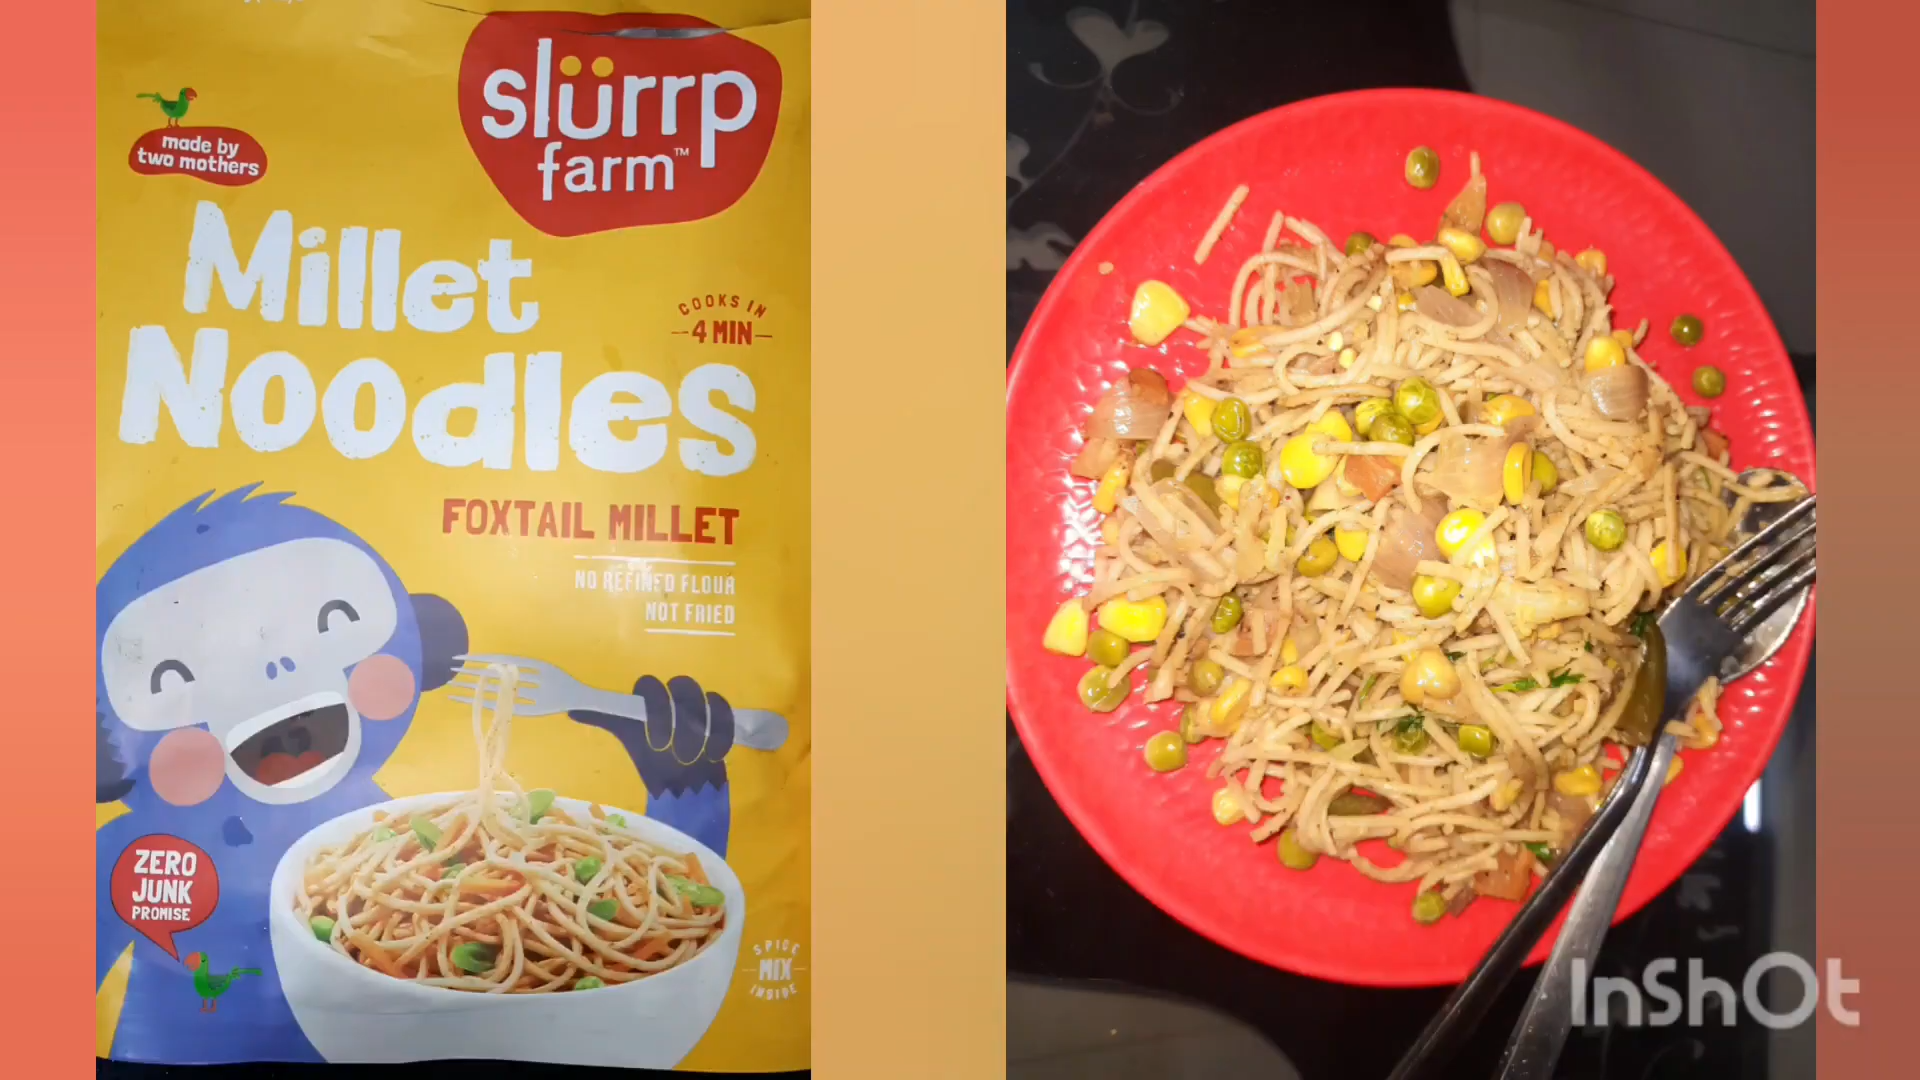 slürrp
farm™
made by
two mothers
Millet
Noodles
COOKS IN
4 MIN
FOXTAIL MILLET
NO REFINED FLOUR
NOT FRIED
ZERO
JUNK
PROMISE
SPICE
MIX
INSIDE
InShOt